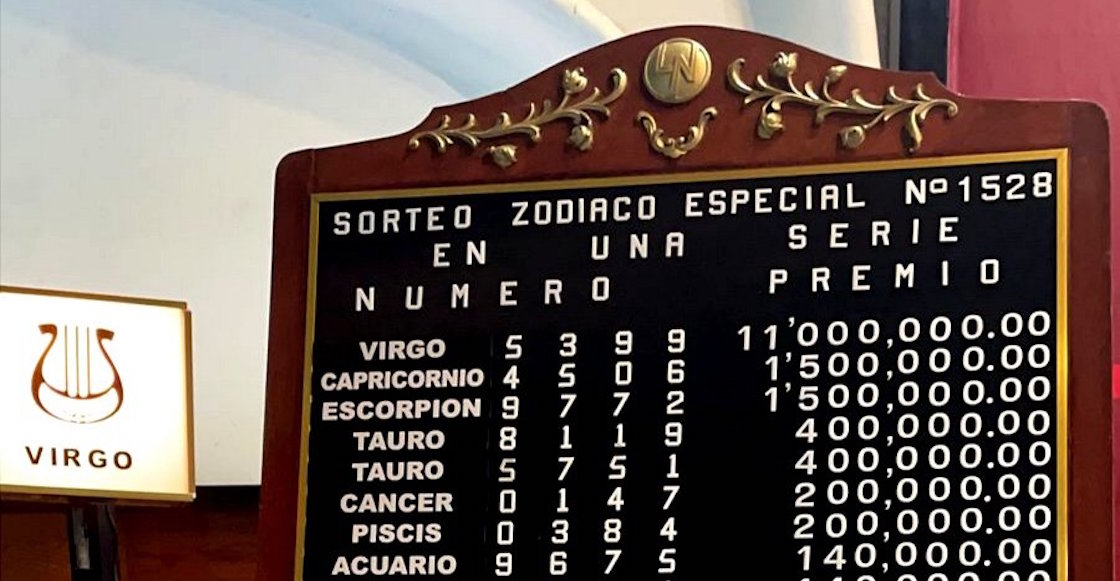 LN
SORTEO ZODIACO ESPECIAL Nº1528
EN UNA SERIE
NUMERO PREMIO
VIRGO 5 3 9 9 11'000,000.00
CAPRICORNIO 4 5 0 6 1'500,000.00
ESCORPION 9 7 7 2 1'500,000.00
TAURO 8 1 1 9 400,000.00
TAURO 5 7 5 1 400,000.00
CANCER 0 1 4 7 200,000.00
PISCIS 0 3 8 4 200,000.00
ACUARIO 9 6 7 5 140,000.00
VIRGO